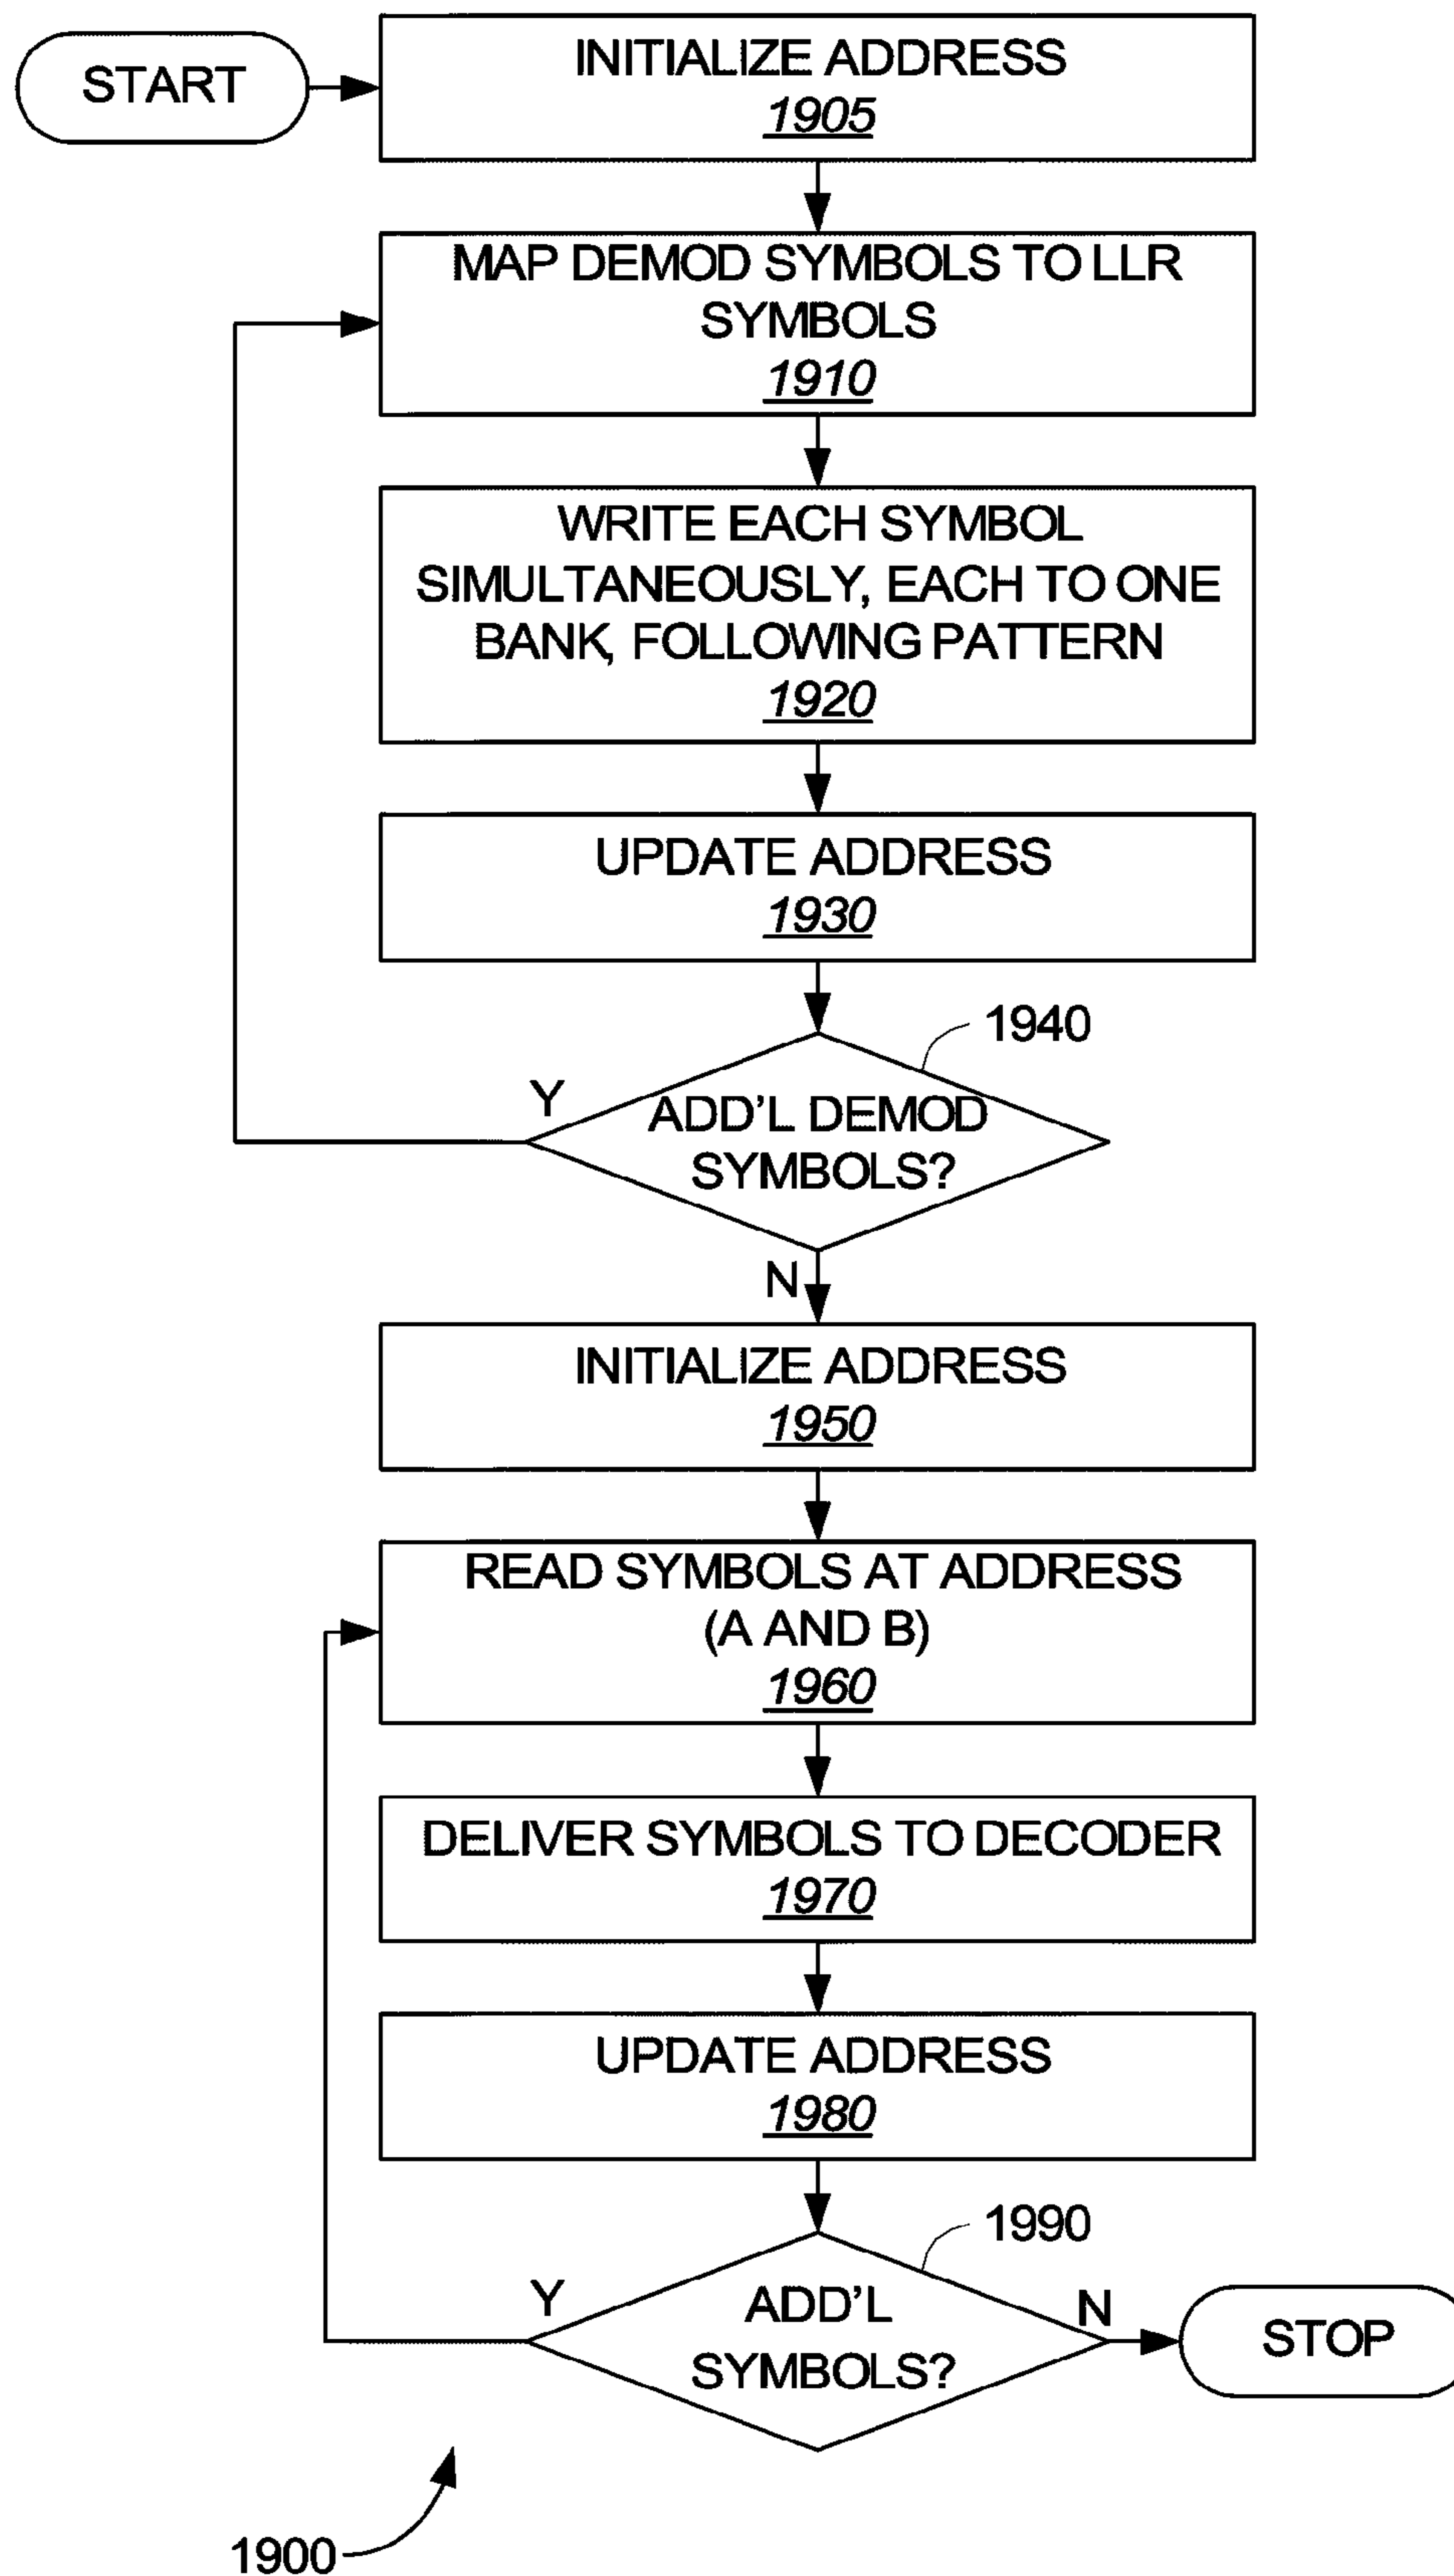 START
INITIALIZE ADDRESS
1905
MAP DEMOD SYMBOLS TO LLR
SYMBOLS
1910
WRITE EACH SYMBOL
SIMULTANEOUSLY, EACH TO ONE
BANK, FOLLOWING PATTERN
1920
UPDATE ADDRESS
1930
1940
Y
ADD'L DEMOD
SYMBOLS?
N
INITIALIZE ADDRESS
1950
READ SYMBOLS AT ADDRESS
(A AND B)
1960
DELIVER SYMBOLS TO DECODER
1970
UPDATE ADDRESS
1980
1990
Y
ADD'L
SYMBOLS?
N
STOP
1900